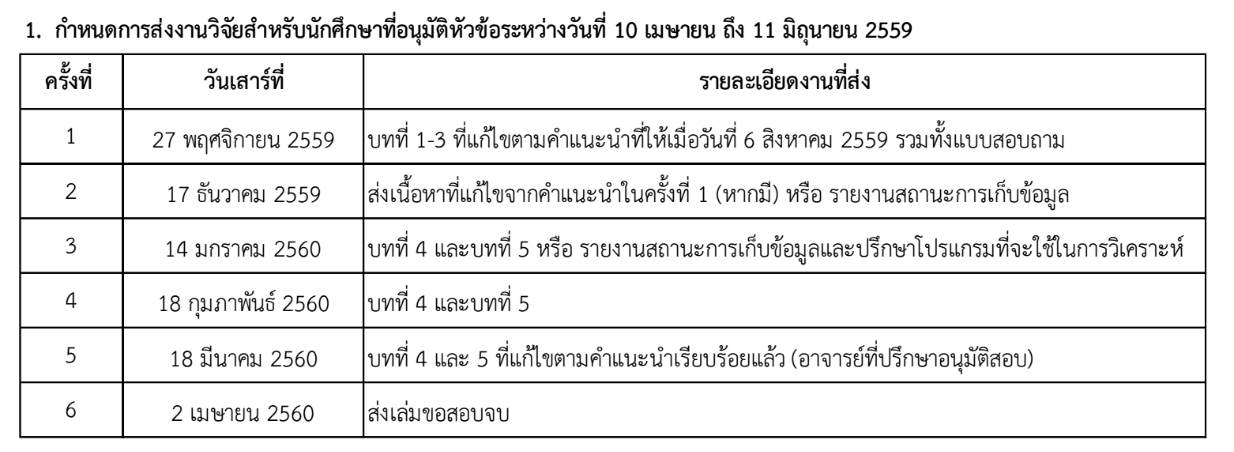 1. กำหนดการส่งงานวิจัยสำหรับนักศึกษาที่อนุมัติหัวข้อระหว่างวันที่ 10 เมษายน ถึง 11 มิถุนายน 2559
ครั้งที่ วันเสาร์ที่ รายละเอียดงานที่ส่ง
1 27 พฤศจิกายน 2559 บทที่ 1-3 ที่แก้ไขตามคำแนะนำที่ให้เมื่อวันที่ 6 สิงหาคม 2559 รวมทั้งแบบสอบถาม
2 17 ธันวาคม 2559 ส่งเนื้อหาที่แก้ไขจากคำแนะนำในครั้งที่ 1 (หากมี) หรือ รายงานสถานะการเก็บข้อมูล
3 14 มกราคม 2560 บทที่ 4 และบทที่ 5 หรือ รายงานสถานะการเก็บข้อมูลและปรึกษาโปรแกรมที่จะใช้ในการวิเคราะห์
4 18 กุมภาพันธ์ 2560 บทที่ 4 และบทที่ 5
5 18 มีนาคม 2560 บทที่ 4 และ 5 ที่แก้ไขตามคำแนะนำเรียบร้อยแล้ว (อาจารย์ที่ปรึกษาอนุมัติสอบ)
6 2 เมษายน 2560 ส่งเล่มขอสอบจบ